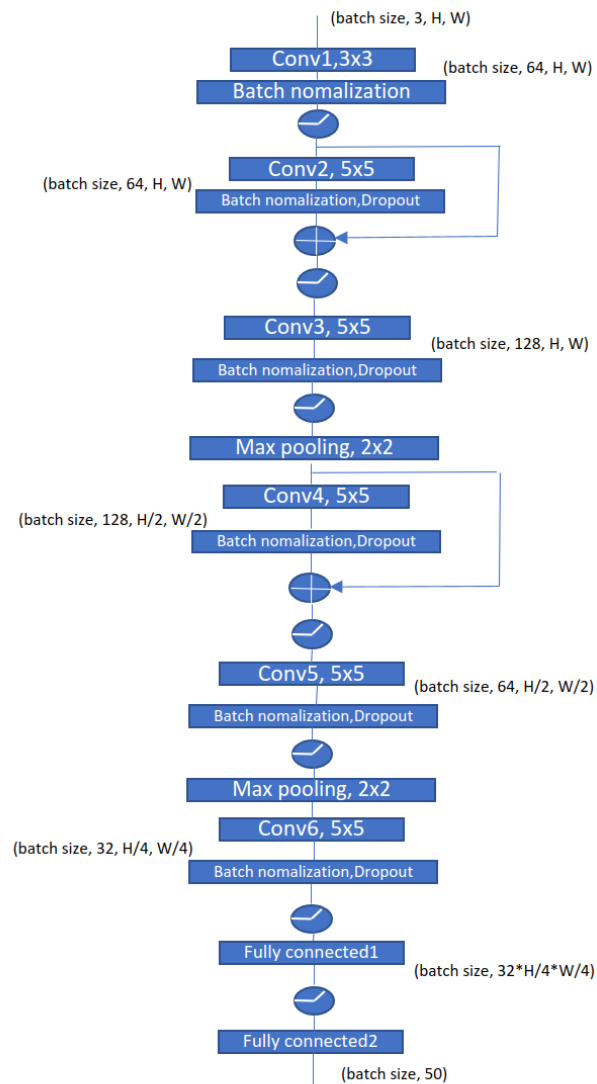 (batch size, 3, H, W)
Conv1,3x3
(batch size, 64, H, W)
Batch nomalization
Conv2, 5x5
(batch size, 64, H, W)
Batch nomalization,Dropout
Conv3, 5x5
(batch size, 128, H, W)
Batch nomalization,Dropout
Max pooling, 2x2
Conv4, 5x5
(batch size, 128, H/2, W/2)
Batch nomalization,Dropout
Conv5, 5x5
(batch size, 64, H/2, W/2)
Batch nomalization,Dropout
Max pooling, 2x2
Conv6, 5x5
(batch size, 32, H/4, W/4)
Batch nomalization,Dropout
Fully connected1
(batch size, 32*H/4*W/4)
Fully connected2
(batch size, 50)